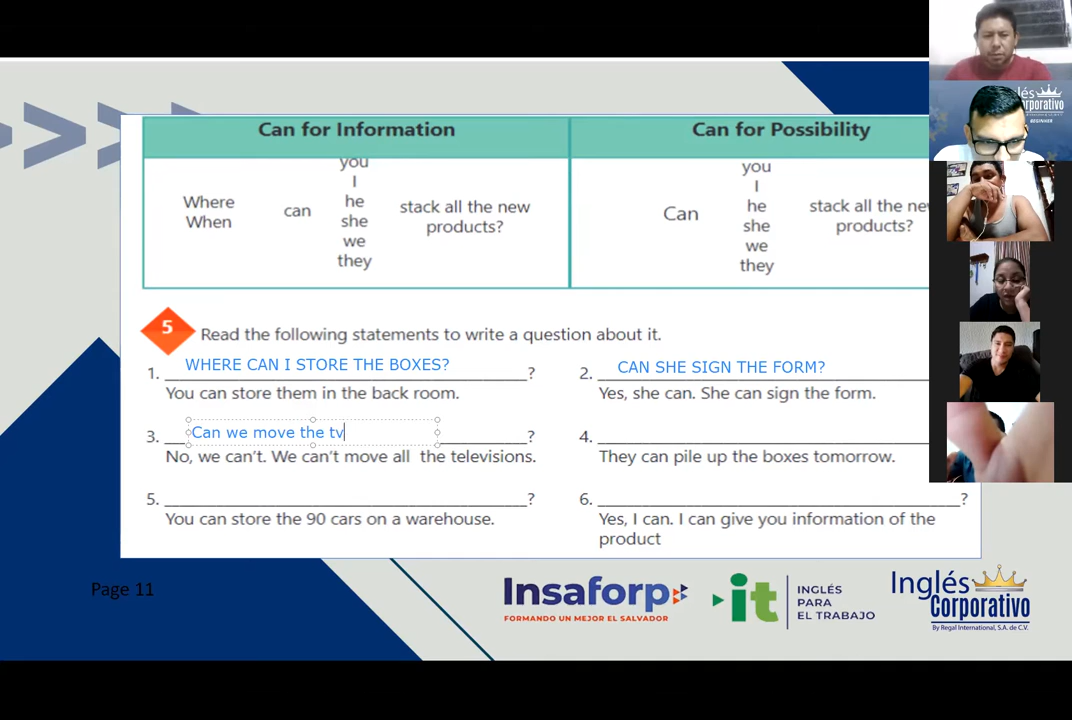 Can for Information
Can for Possibility
Where
When
can
you
I
he
she
we
they
stack all the new
products?
Can
you
I
he
she
we
they
stack all the new
products?
5
Read the following statements to write a question about it.
1. WHERE CAN I STORE THE BOXES? ?
You can store them in the back room.
2. CAN SHE SIGN THE FORM?
Yes, she can. She can sign the form.
3. Can we move the tv ?
No, we can't. We can't move all the televisions.
4.
They can pile up the boxes tomorrow.
5. ?
You can store the 90 cars on a warehouse.
6. ?
Yes, I can. I can give you information of the
product
Page 11
Insaforp
FORMANDO UN MEJOR EL SALVADOR
it
INGLÉS
PARA
EL TRABAJO
Inglés
Corporativo
By Regal International, S.A. de C.V.
BEGINNER